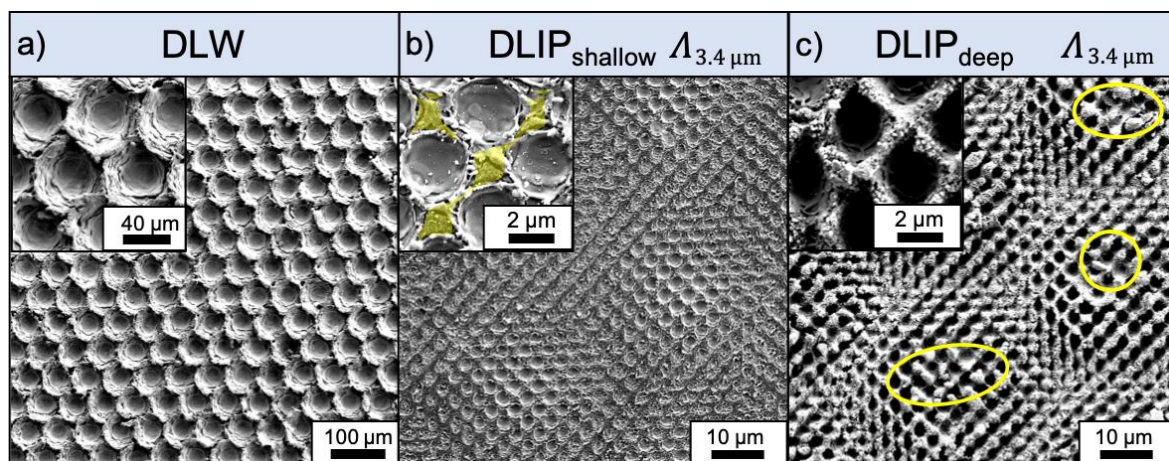 a) DLW
40 µm
100 µm
b) DLIPshallow Λ3.4 µm
2 µm
10 µm
c) DLIPdeep Λ3.4 µm
2 µm
10 µm